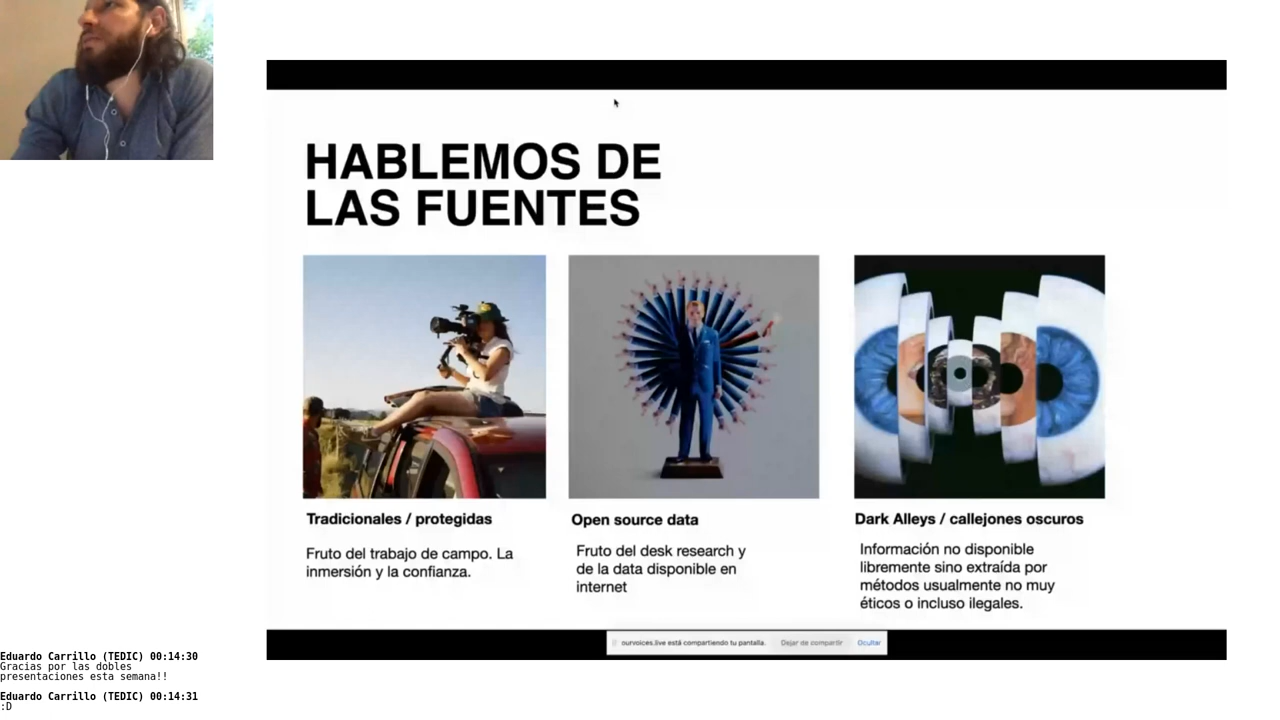 HABLEMOS DE
LAS FUENTES
Tradicionales / protegidas
Fruto del trabajo de campo. La
inmersión y la confianza.
Open source data
Fruto del desk research y
de la data disponible en
internet
Dark Alleys / callejones oscuros
Información no disponible
libremente sino extraída por
métodos usualmente no muy
éticos o incluso ilegales.
ourvoices.live está compartiendo tu pantalla. Dejar de compartir Ocultar
Eduardo Carrillo (TEDIC) 00:14:30
Gracias por las dobles
presentaciones esta semana!!
Eduardo Carrillo (TEDIC) 00:14:31
:D